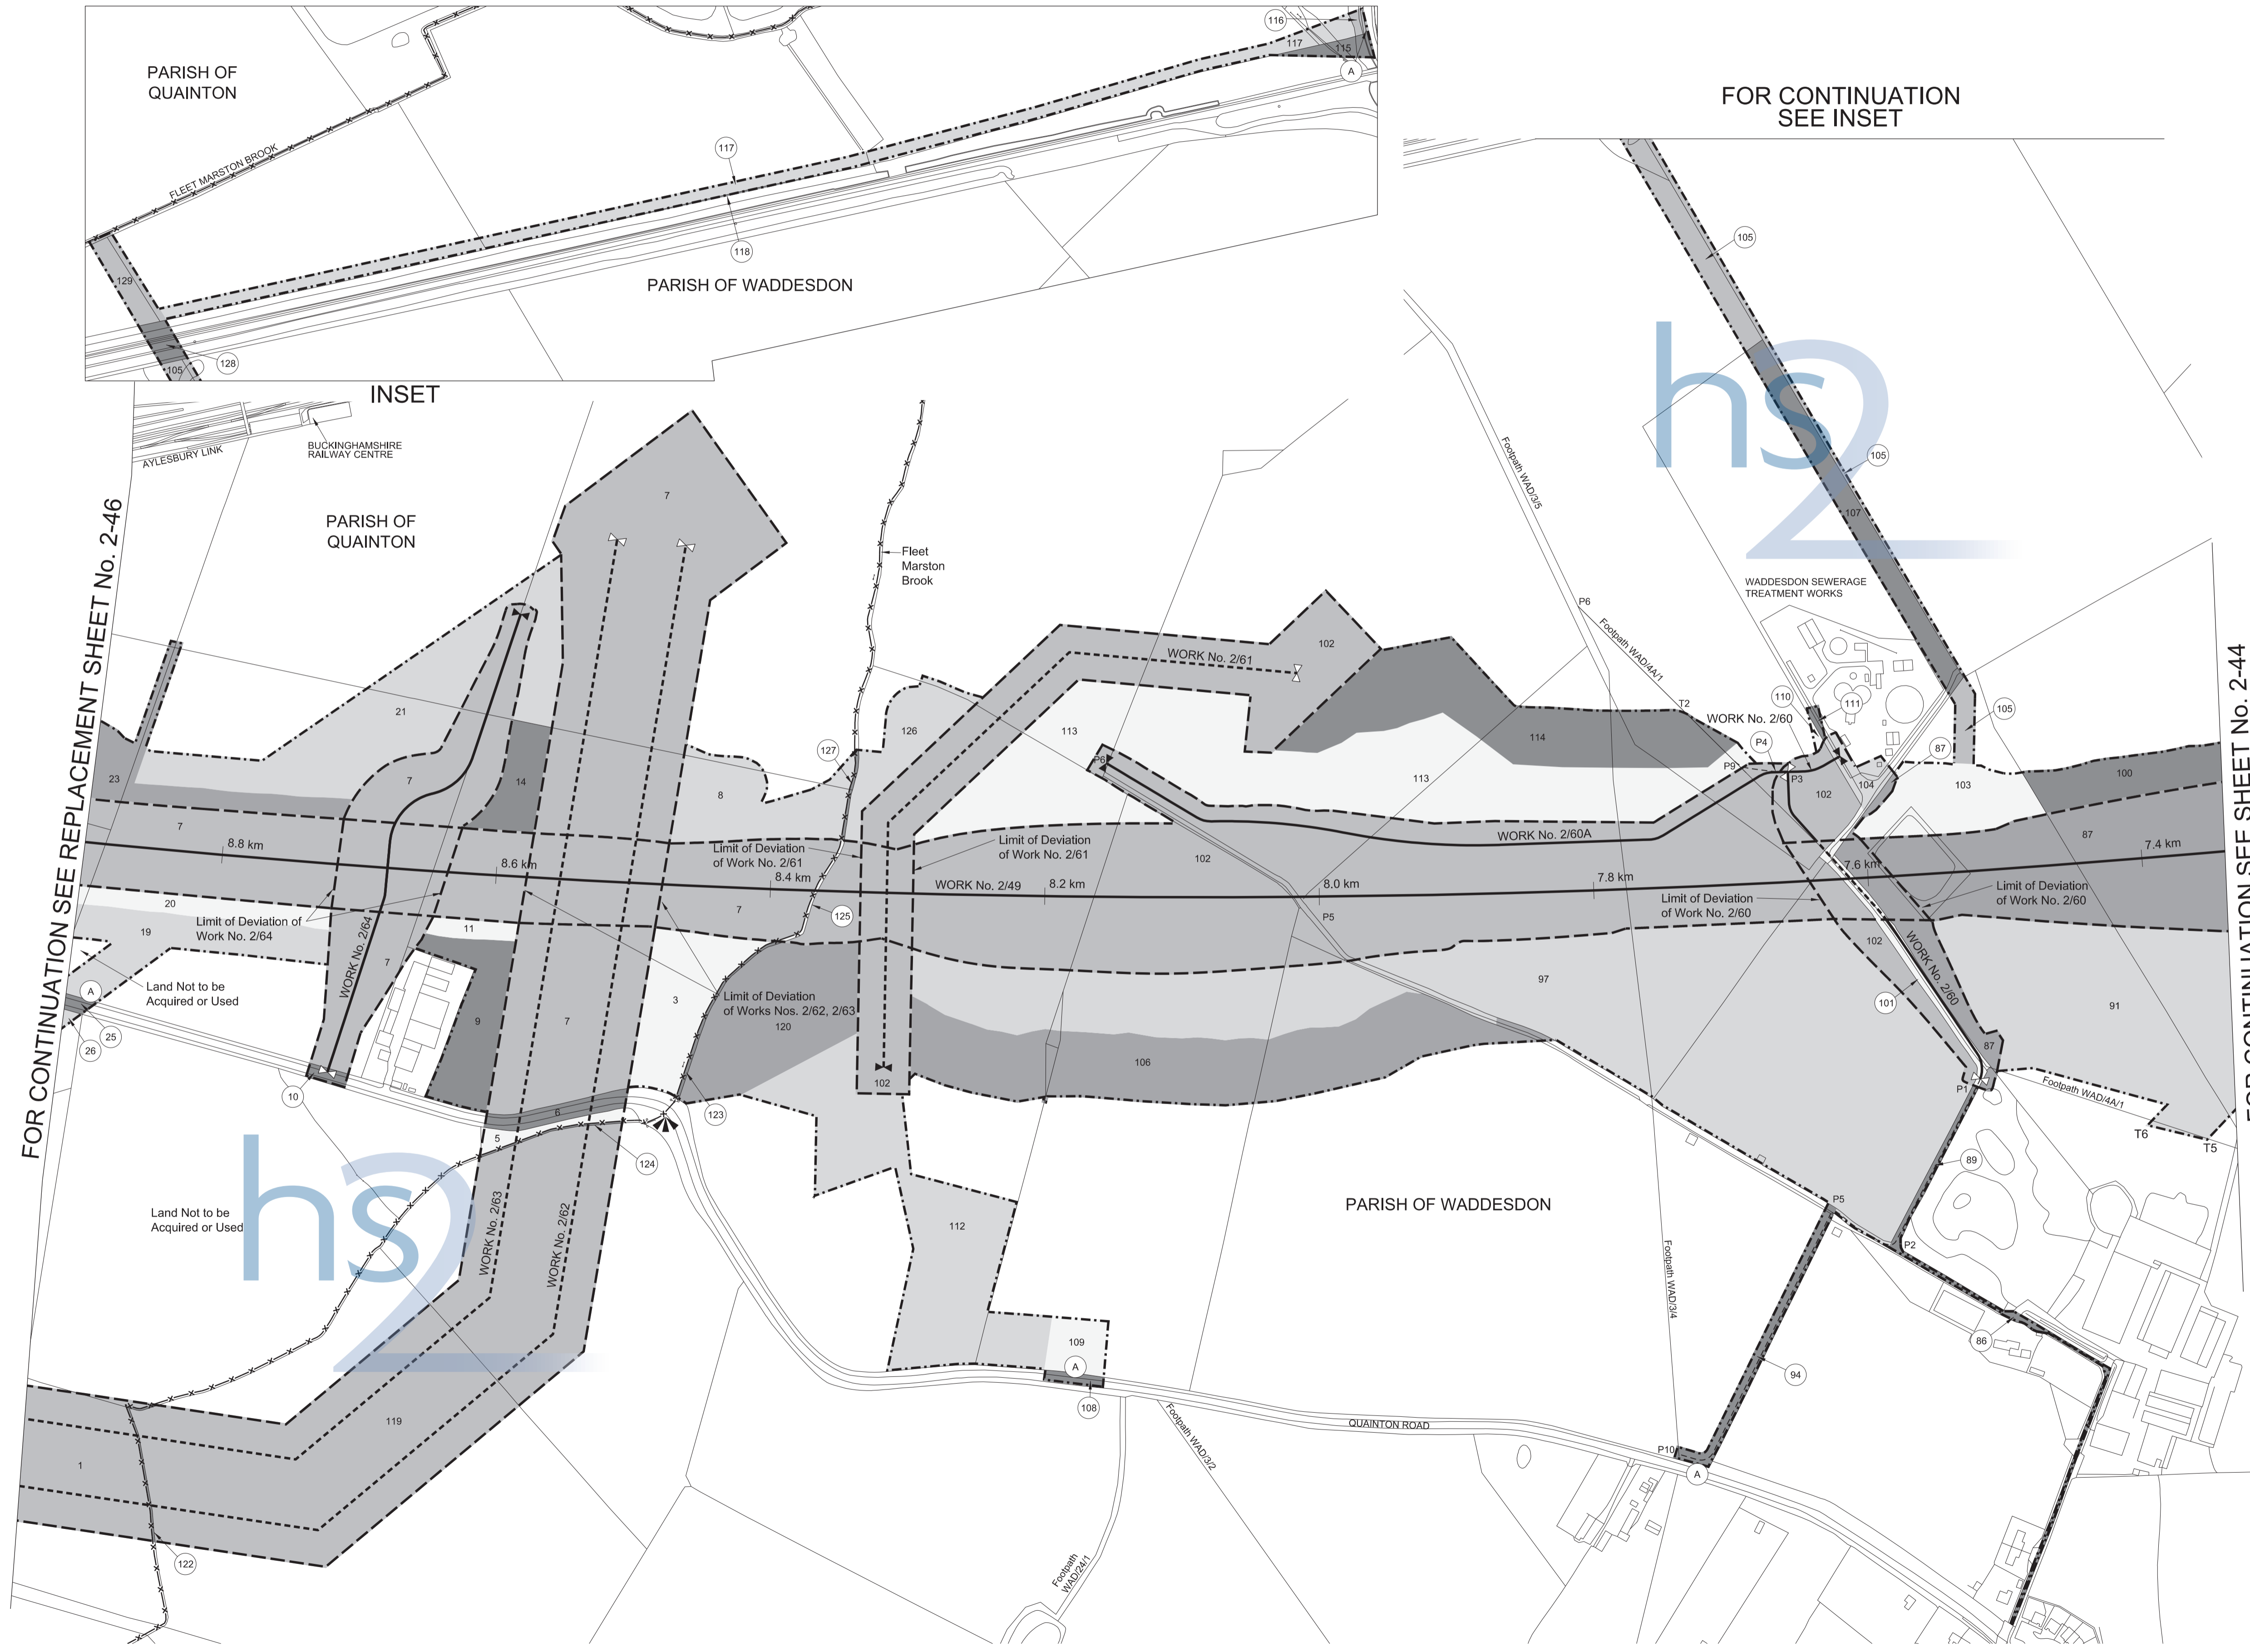 PARISH OF
QUAINTON
FLEET MARSTON BROOK
117
118
116
117
115
A
129
128
105
PARISH OF WADDESDON
INSET
FOR CONTINUATION
SEE INSET
105
105
107
hs2
BUCKINGHAMSHIRE
RAILWAY CENTRE
AYLESBURY LINK
PARISH OF
QUAINTON
FOR CONTINUATION SEE REPLACEMENT SHEET No. 2-46
FOR CONTINUATION SEE SHEET No. 2-44
FOR CONTINUATION SEE SHEET No. 2-44
Fleet
Marston
Brook
Footpath WAD/3/5
P6
Footpath WAD/4A/1
WADDESDON SEWERAGE
TREATMENT WORKS
7
21
7
14
23
7
8
127
126
113
WORK No. 2/61
102
114
113
T2
WORK No. 2/60
110
111
105
P4
P9
P3
87
102
104
103
100
87
P6
8.8 km
8.6 km
8.4 km
8.2 km
8.0 km
7.8 km
7.6 km
7.4 km
Limit of Deviation
of Work No. 2/61
Limit of Deviation
of Work No. 2/61
WORK No. 2/60A
102
WORK No. 2/49
P5
Limit of Deviation
of Work No. 2/60
Limit of Deviation
of Work No. 2/60
20
19
Limit of Deviation of
Work No. 2/64
11
7
125
WORK No. 2/64
7
Land Not to be
Acquired or Used
A
25
26
9
7
3
Limit of Deviation
of Works Nos. 2/62, 2/63
120
106
102
97
102
101
WORK No. 2/60
91
87
P1
Footpath WAD/4A/1
T6
T5
10
6
5
123
124
hs2
Land Not to be
Acquired or Used
WORK No. 2/63
WORK No. 2/62
112
PARISH OF WADDESDON
89
P5
P2
Footpath WAD/3/4
86
109
A
108
94
119
1
122
Footpath WAD/3/2
QUAINTON ROAD
P10
A
Footpath
WAD/24/1